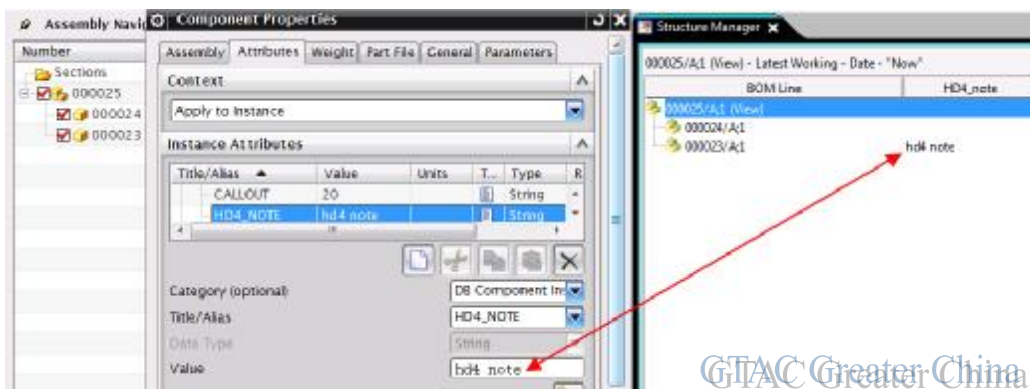 Assembly Navig
Component Properties
Structure Manager
Number
Sections
000025
000024
000023
Assembly Attributes Weight Part File General Parameters
Context
Apply to Instance
Instance Attributes
Title/Alias Value Units T... Type R
CALLOUT 20 String
HD4_NOTE hd4 note String
Category (optional) DB Component In
Title/Alias HD4_NOTE
Data Type String
Value hd4 note
000025/A;1 (View) - Latest Working - Date - "Now"
BOM Line HD4_note
000025/A;1 (View)
000024/A;1
000023/A;1 hd4 note
GTAC Greater China